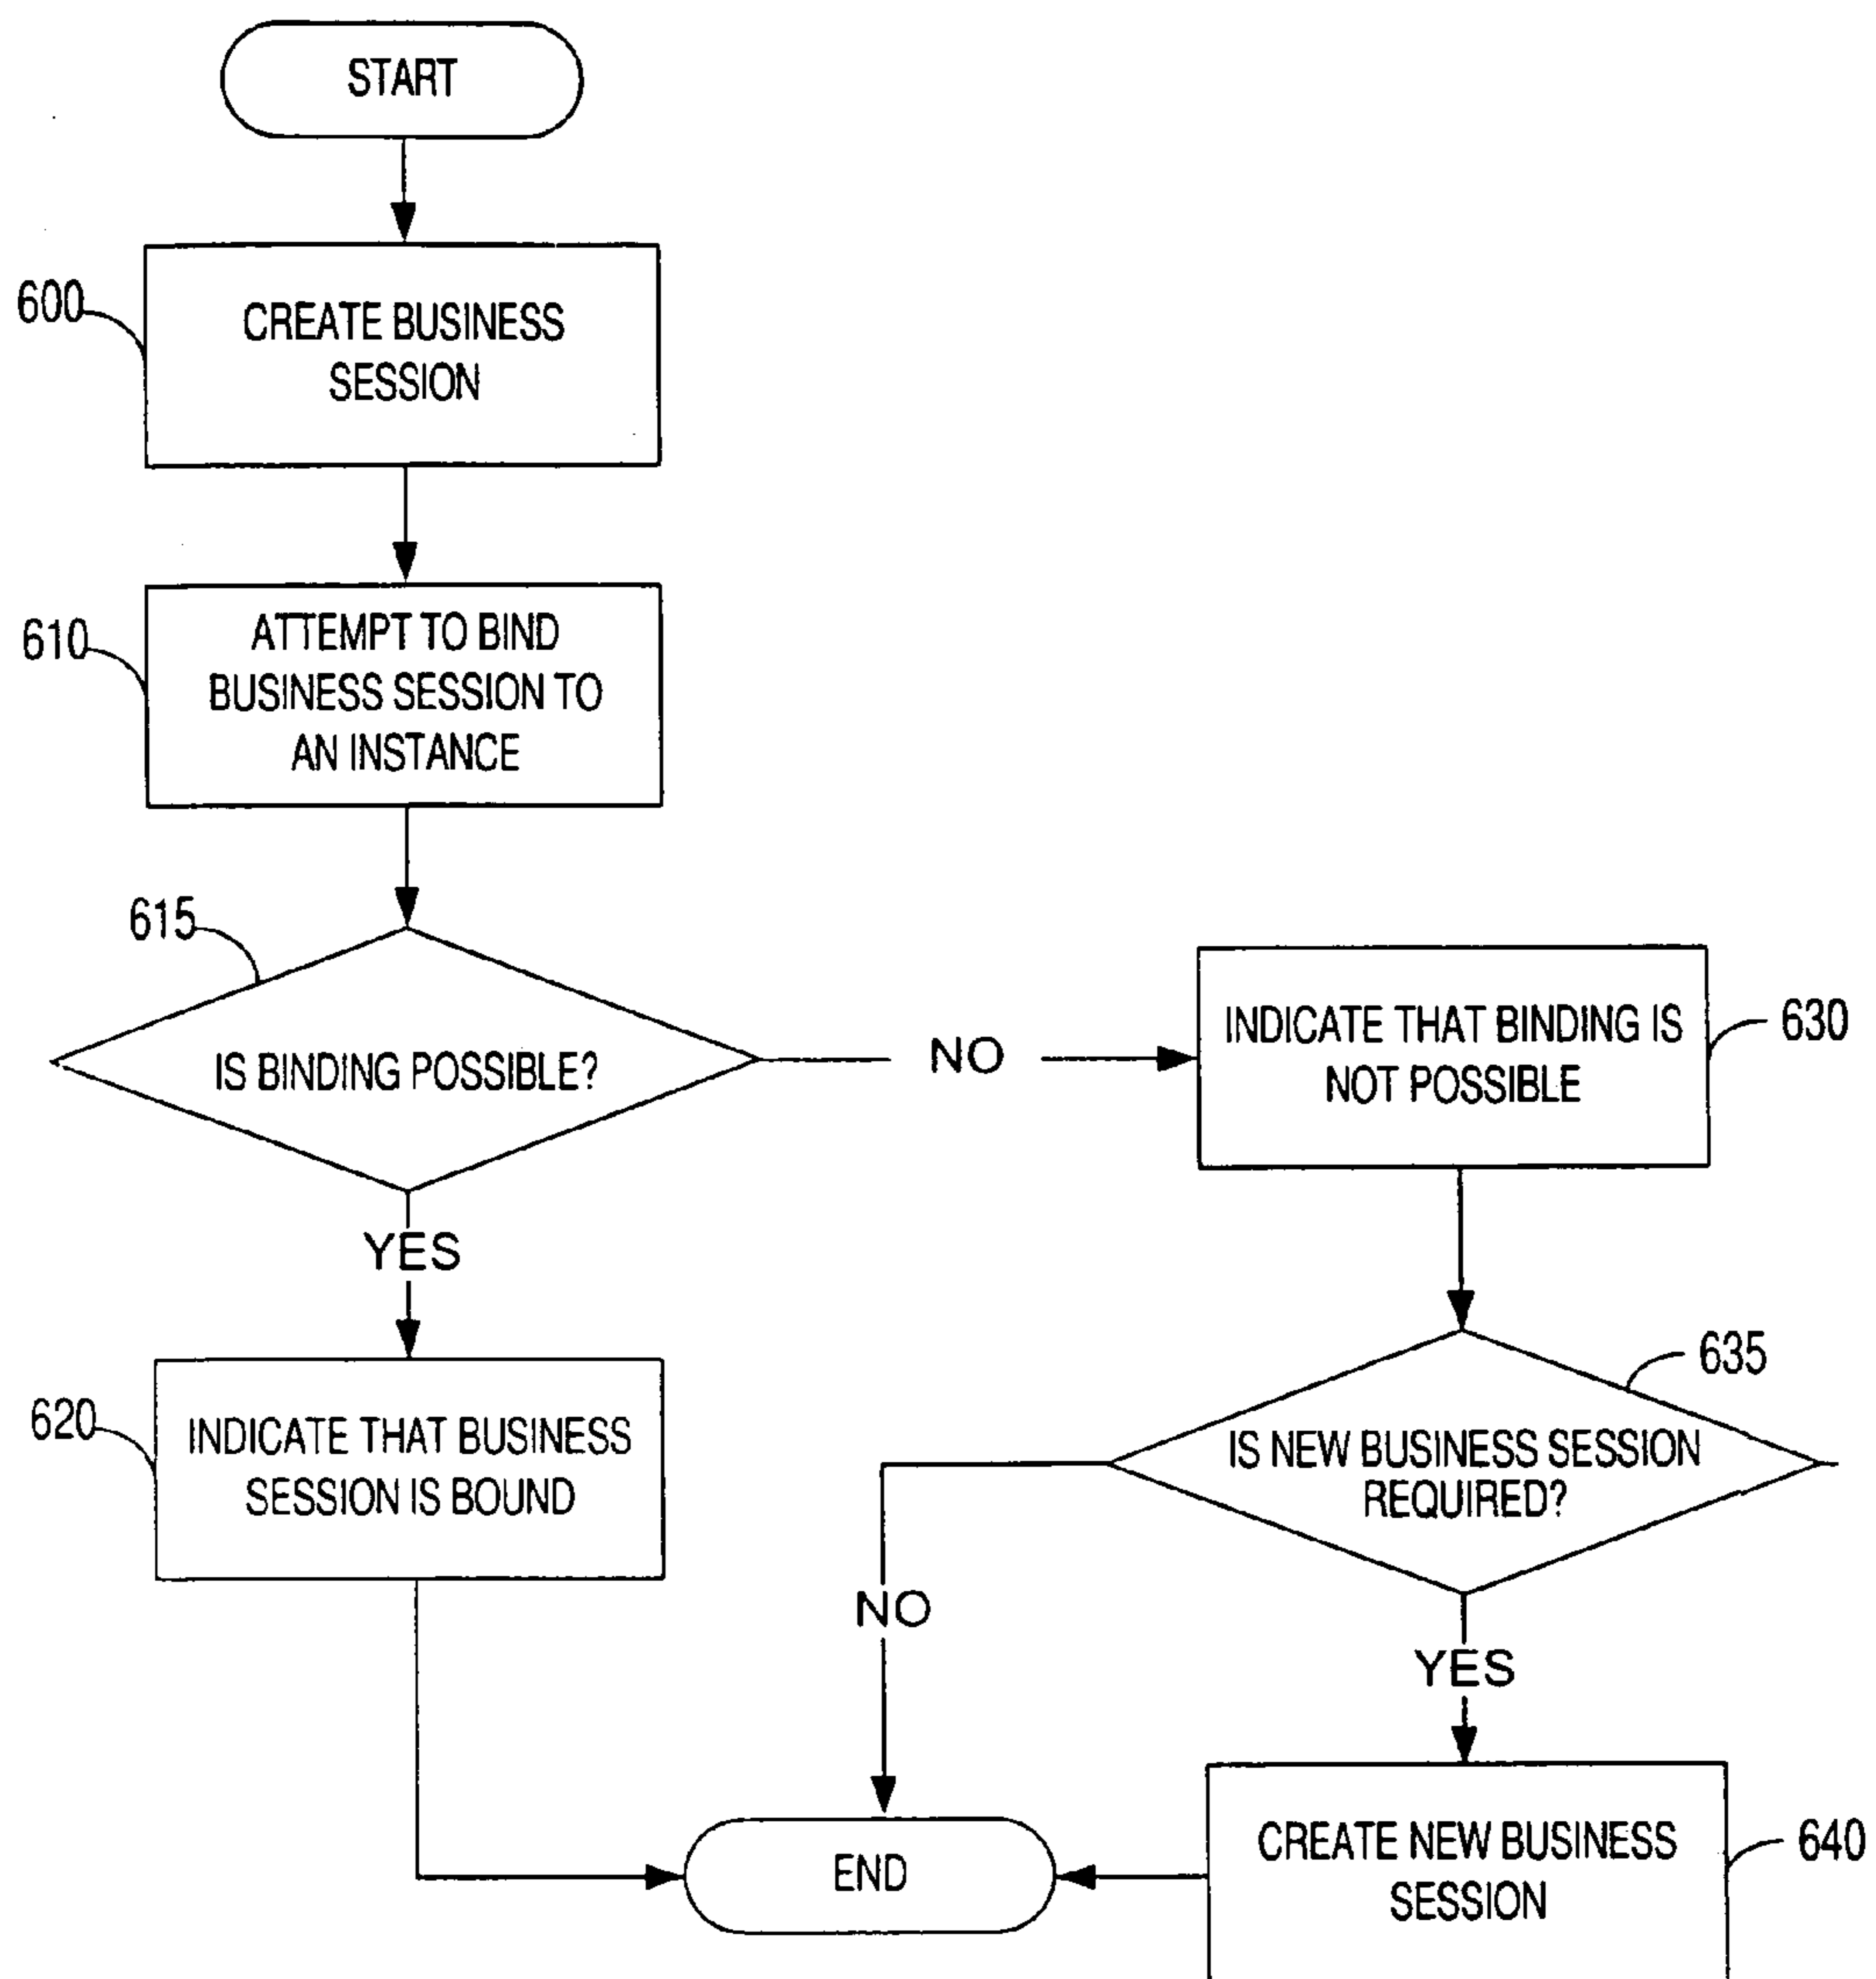 START
600
CREATE BUSINESS
SESSION
610
ATTEMPT TO BIND
BUSINESS SESSION TO
AN INSTANCE
615
IS BINDING POSSIBLE?
NO
INDICATE THAT BINDING IS
NOT POSSIBLE
630
YES
620
INDICATE THAT BUSINESS
SESSION IS BOUND
635
IS NEW BUSINESS SESSION
REQUIRED?
NO
YES
END
CREATE NEW BUSINESS
SESSION
640